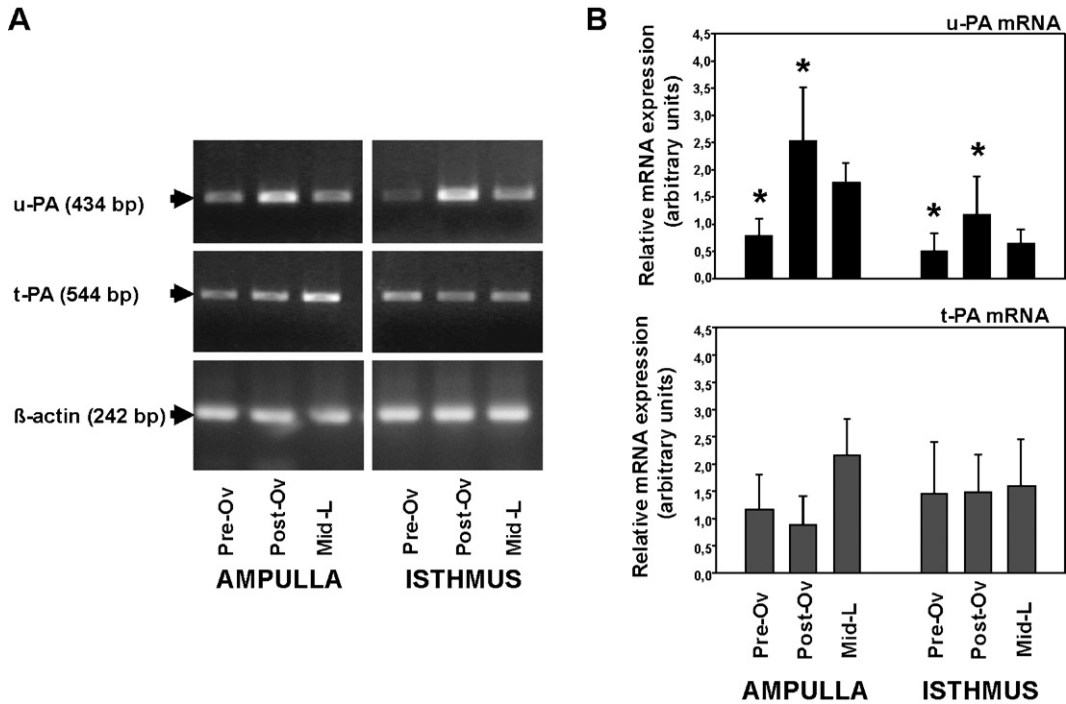 A
u-PA (434 bp)
t-PA (544 bp)
ß-actin (242 bp)
Pre-Ov
Post-Ov
Mid-L
Pre-Ov
Post-Ov
Mid-L
AMPULLA
ISTHMUS
B
u-PA mRNA
Relative mRNA expression
(arbitrary units)
4,5
4,0
3,5
3,0
2,5
2,0
1,5
1,0
0,5
0,0
*
*
*
*
t-PA mRNA
Relative mRNA expression
(arbitrary units)
4,5
4,0
3,5
3,0
2,5
2,0
1,5
1,0
0,5
0,0
Pre-Ov
Post-Ov
Mid-L
Pre-Ov
Post-Ov
Mid-L
AMPULLA
ISTHMUS